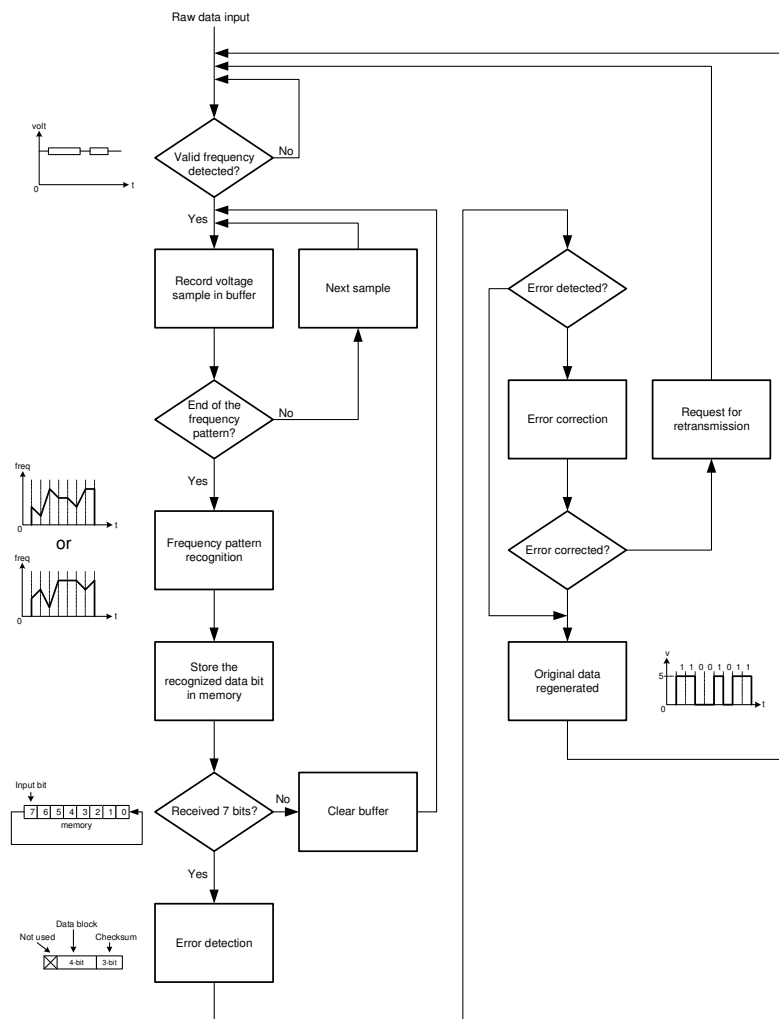 Raw data input
volt
0
t
Valid frequency
detected?
No
Yes
Record voltage
sample in buffer
Next sample
End of the
frequency
pattern?
No
Yes
freq
0
t
or
freq
0
t
Frequency pattern
recognition
Store the
recognized data bit
in memory
Input bit
7 6 5 4 3 2 1 0
memory
Received 7 bits?
No
Clear buffer
Yes
Data block
Not used
Checksum
4-bit
3-bit
Error detection
Error detected?
Error correction
Request for
retransmission
Error corrected?
Original data
regenerated
v
1 1 0 0 1 0 1 1
5
0
t